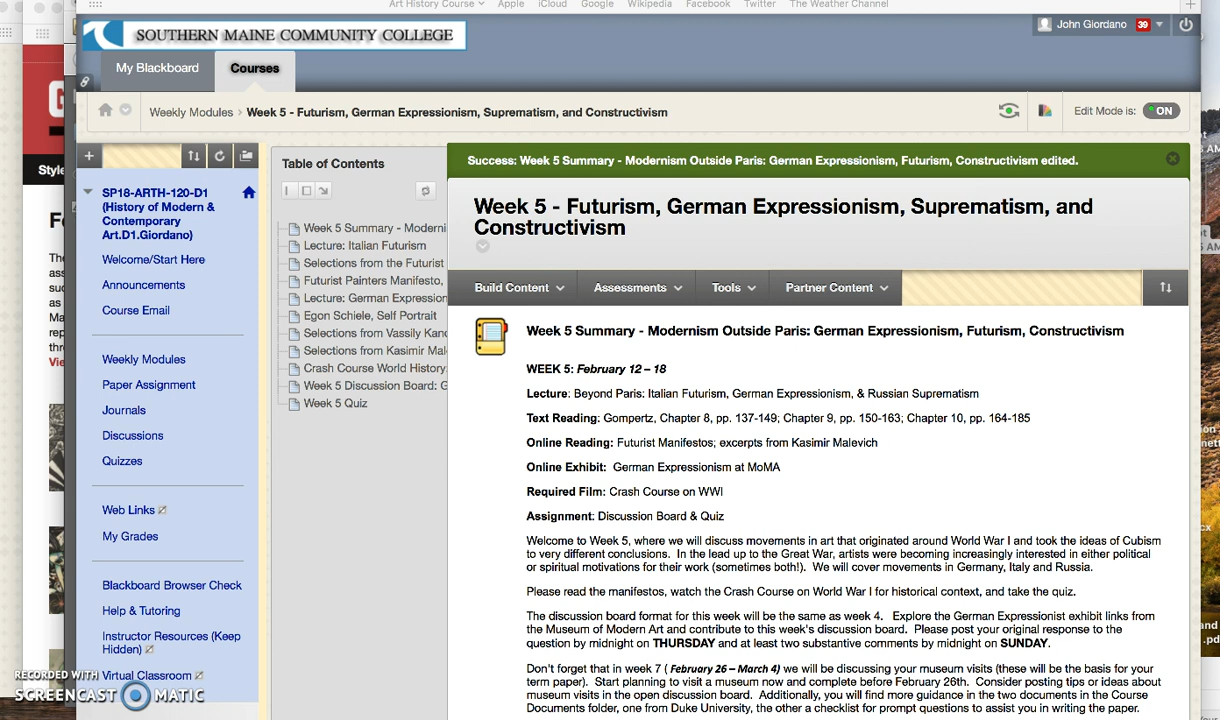 Art History Course Apple iCloud Google Wikipedia Facebook Twitter The Weather Channel
SOUTHERN MAINE COMMUNITY COLLEGE
John Giordano 39
My Blackboard Courses
Weekly Modules › Week 5 - Futurism, German Expressionism, Suprematism, and Constructivism
Edit Mode is: ON
Style
SP18-ARTH-120-D1
(History of Modern &
Contemporary
Art.D1.Giordano)
Welcome/Start Here
Announcements
Course Email
Weekly Modules
Paper Assignment
Journals
Discussions
Quizzes
Web Links
My Grades
Blackboard Browser Check
Help & Tutoring
Instructor Resources (Keep
Hidden)
Virtual Classroom
Table of Contents
Week 5 Summary - Moderni
Lecture: Italian Futurism
Selections from the Futurist
Futurist Painters Manifesto,
Lecture: German Expression
Egon Schiele, Self Portrait
Selections from Vassily Kanc
Selections from Kasimir Mal
Crash Course World History
Week 5 Discussion Board: G
Week 5 Quiz
Success: Week 5 Summary - Modernism Outside Paris: German Expressionism, Futurism, Constructivism edited.
Week 5 - Futurism, German Expressionism, Suprematism, and
Constructivism
Build Content Assessments Tools Partner Content
Week 5 Summary - Modernism Outside Paris: German Expressionism, Futurism, Constructivism
WEEK 5: February 12 – 18
Lecture: Beyond Paris: Italian Futurism, German Expressionism, & Russian Suprematism
Text Reading: Gompertz, Chapter 8, pp. 137-149; Chapter 9, pp. 150-163; Chapter 10, pp. 164-185
Online Reading: Futurist Manifestos; excerpts from Kasimir Malevich
Online Exhibit: German Expressionism at MoMA
Required Film: Crash Course on WWI
Assignment: Discussion Board & Quiz
Welcome to Week 5, where we will discuss movements in art that originated around World War I and took the ideas of Cubism
to very different conclusions. In the lead up to the Great War, artists were becoming increasingly interested in either political
or spiritual motivations for their work (sometimes both!). We will cover movements in Germany, Italy and Russia.
Please read the manifestos, watch the Crash Course on World War I for historical context, and take the quiz.
The discussion board format for this week will be the same as week 4. Explore the German Expressionist exhibit links from
the Museum of Modern Art and contribute to this week's discussion board. Please post your original response to the
question by midnight on THURSDAY and at least two substantive comments by midnight on SUNDAY.
Don't forget that in week 7 ( February 26 – March 4) we will be discussing your museum visits (these will be the basis for your
term paper). Start planning to visit a museum now and complete before February 26th. Consider posting tips or ideas about
museum visits in the open discussion board. Additionally, you will find more guidance in the two documents in the Course
Documents folder, one from Duke University, the other a checklist for prompt questions to assist you in writing the paper.
RECORDED WITH
SCREENCAST MATIC